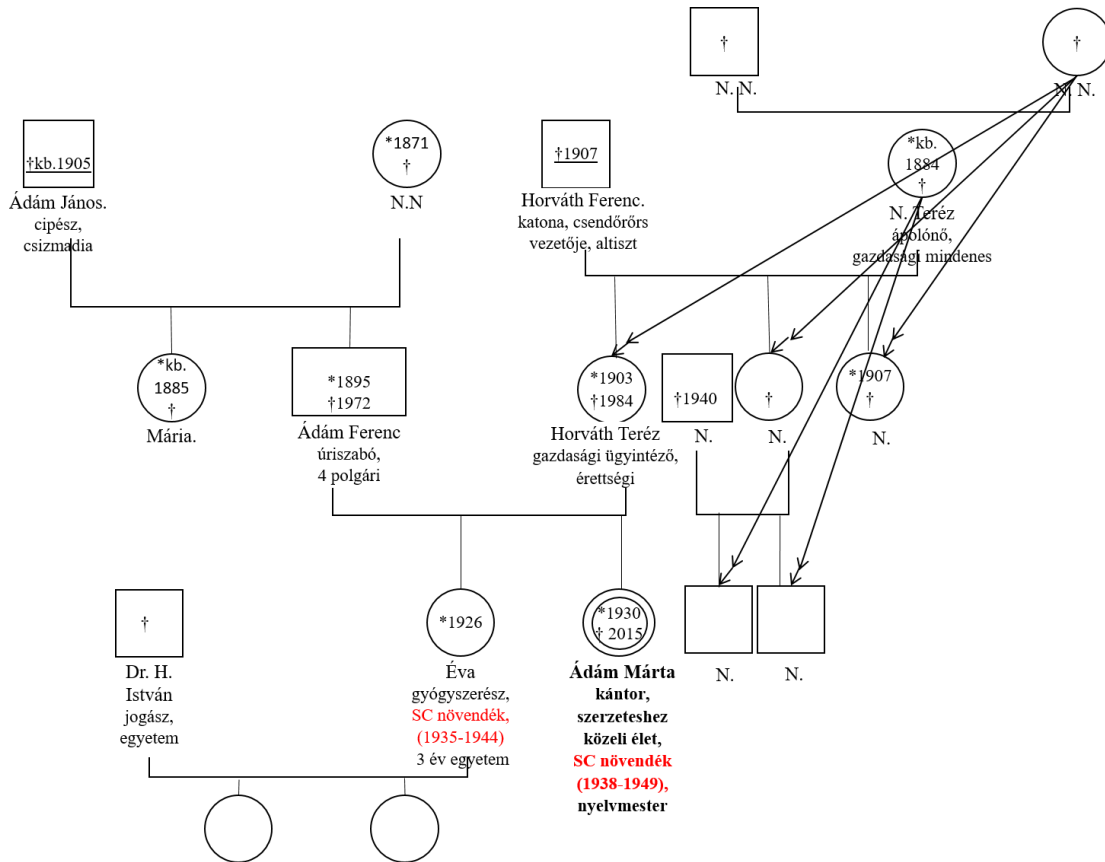 †
†
N. N.
N. N.
†kb.1905
*1871
†
†1907
*kb.
1884
†
Ádám János.
cipész,
csizmadia
N.N
Horváth Ferenc.
katona, csendőrőrs
vezetője, altiszt
N. Teréz
ápolónő,
gazdasági mindenes
*kb.
1885
†
*1895
†1972
*1903
†1984
†1940
†
*1907
†
Mária.
Ádám Ferenc
úriszabó,
4 polgári
Horváth Teréz
gazdasági ügyintéző,
érettségi
N.
N.
N.
†
*1926
*1930
† 2015
Dr. H.
István
jogász,
egyetem
Éva
gyógyszerész,
SC növendék,
(1935-1944)
3 év egyetem
Ádám Márta
kántor,
szerzeteshez
közeli élet,
SC növendék
(1938-1949),
nyelvmester
N.
N.